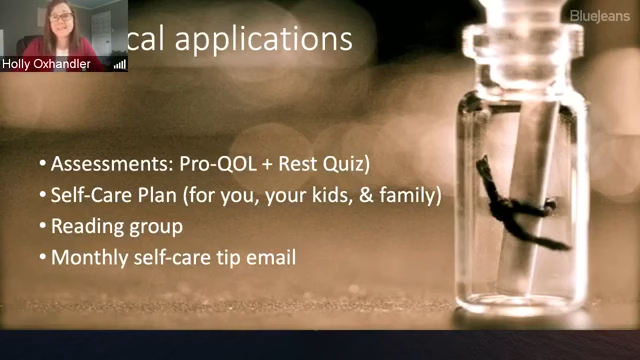 BlueJeans
cal applications
Holly Oxhandler
• Assessments: Pro-QOL + Rest Quiz)
• Self-Care Plan (for you, your kids, & family)
• Reading group
• Monthly self-care tip email